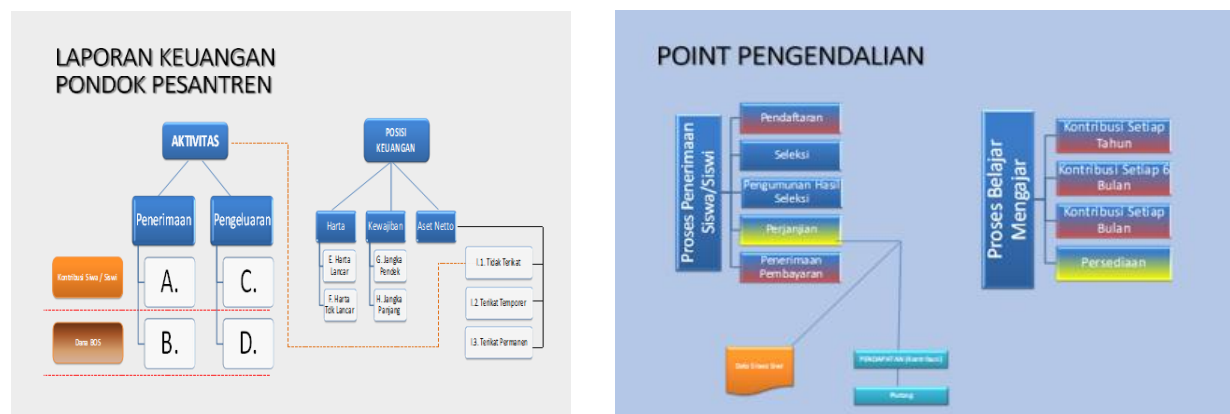 LAPORAN KEUANGAN
PONDOK PESANTREN
AKTIVITAS
POSISI
KEUANGAN
Penerimaan
Pengeluaran
Harta
Kewajiban
Aset Netto
Kontribusi Siwa / Siswi
A.
C.
E. Harta
Lancar
G. Jangka
Pendek
I.1. Tidak Terikat
F. Harta
Tdk Lancar
H. Jangka
Panjang
I.2 Terikat Temporer
Dana BOS
B.
D.
I.3. Terikat Permanen
POINT PENGENDALIAN
Proses Penerimaan
Siswa/Siswi
Pendaftaran
Seleksi
Pengumunan Hasil
Seleksi
Perjanjian
Penerimaan
Pembayaran
Proses Belajar
Mengajar
Kontribusi Setiap
Tahun
Kontribusi Setiap 6
Bulan
Kontribusi Setiap
Bulan
Persediaan
PENDAPATAN (Kontribusi)
Piutang